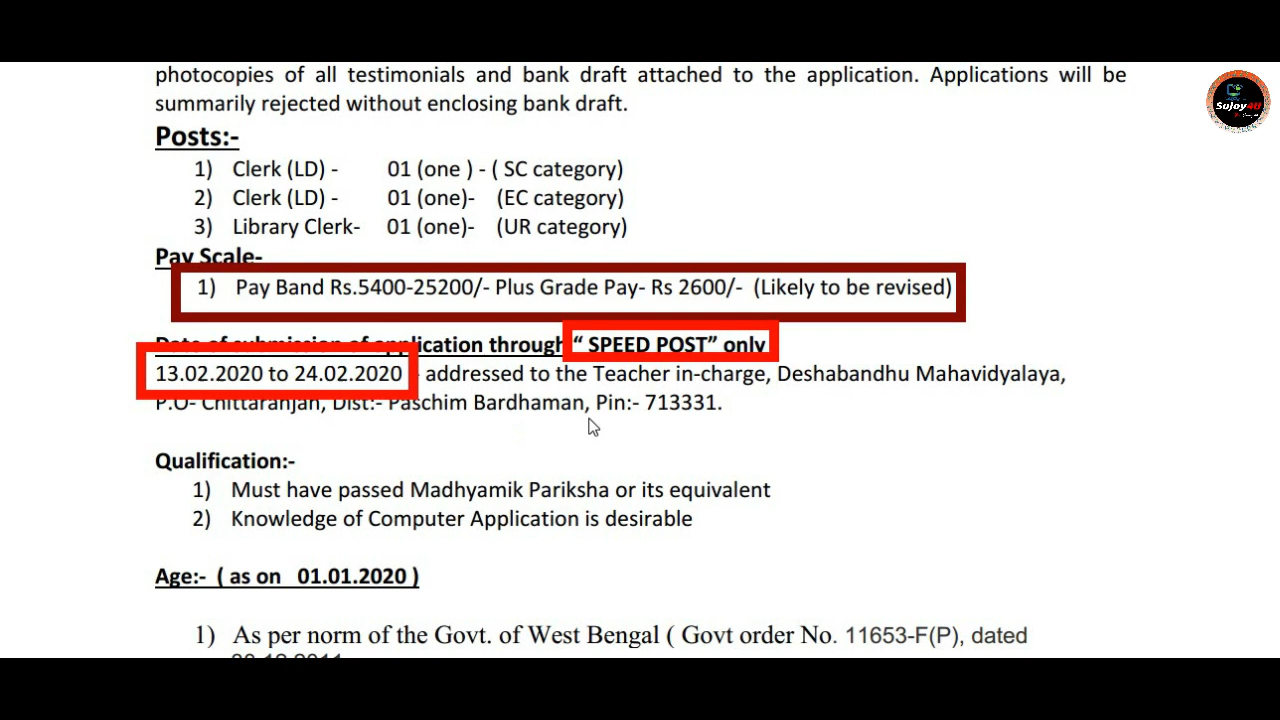 photocopies of all testimonials and bank draft attached to the application. Applications will be
summarily rejected without enclosing bank draft.
SuJoy4U
Posts:-
1) Clerk (LD) - 01 (one ) - ( SC category)
2) Clerk (LD) - 01 (one)- (EC category)
3) Library Clerk- 01 (one)- (UR category)
Pay Scale-
1) Pay Band Rs.5400-25200/- Plus Grade Pay- Rs 2600/- (Likely to be revised)
Date of submission of application through “ SPEED POST” only
13.02.2020 to 24.02.2020 - addressed to the Teacher in-charge, Deshabandhu Mahavidyalaya,
P.O- Chittaranjan, Dist:- Paschim Bardhaman, Pin:- 713331.
Qualification:-
1) Must have passed Madhyamik Pariksha or its equivalent
2) Knowledge of Computer Application is desirable
Age:- ( as on 01.01.2020 )
1) As per norm of the Govt. of West Bengal ( Govt order No. 11653-F(P), dated